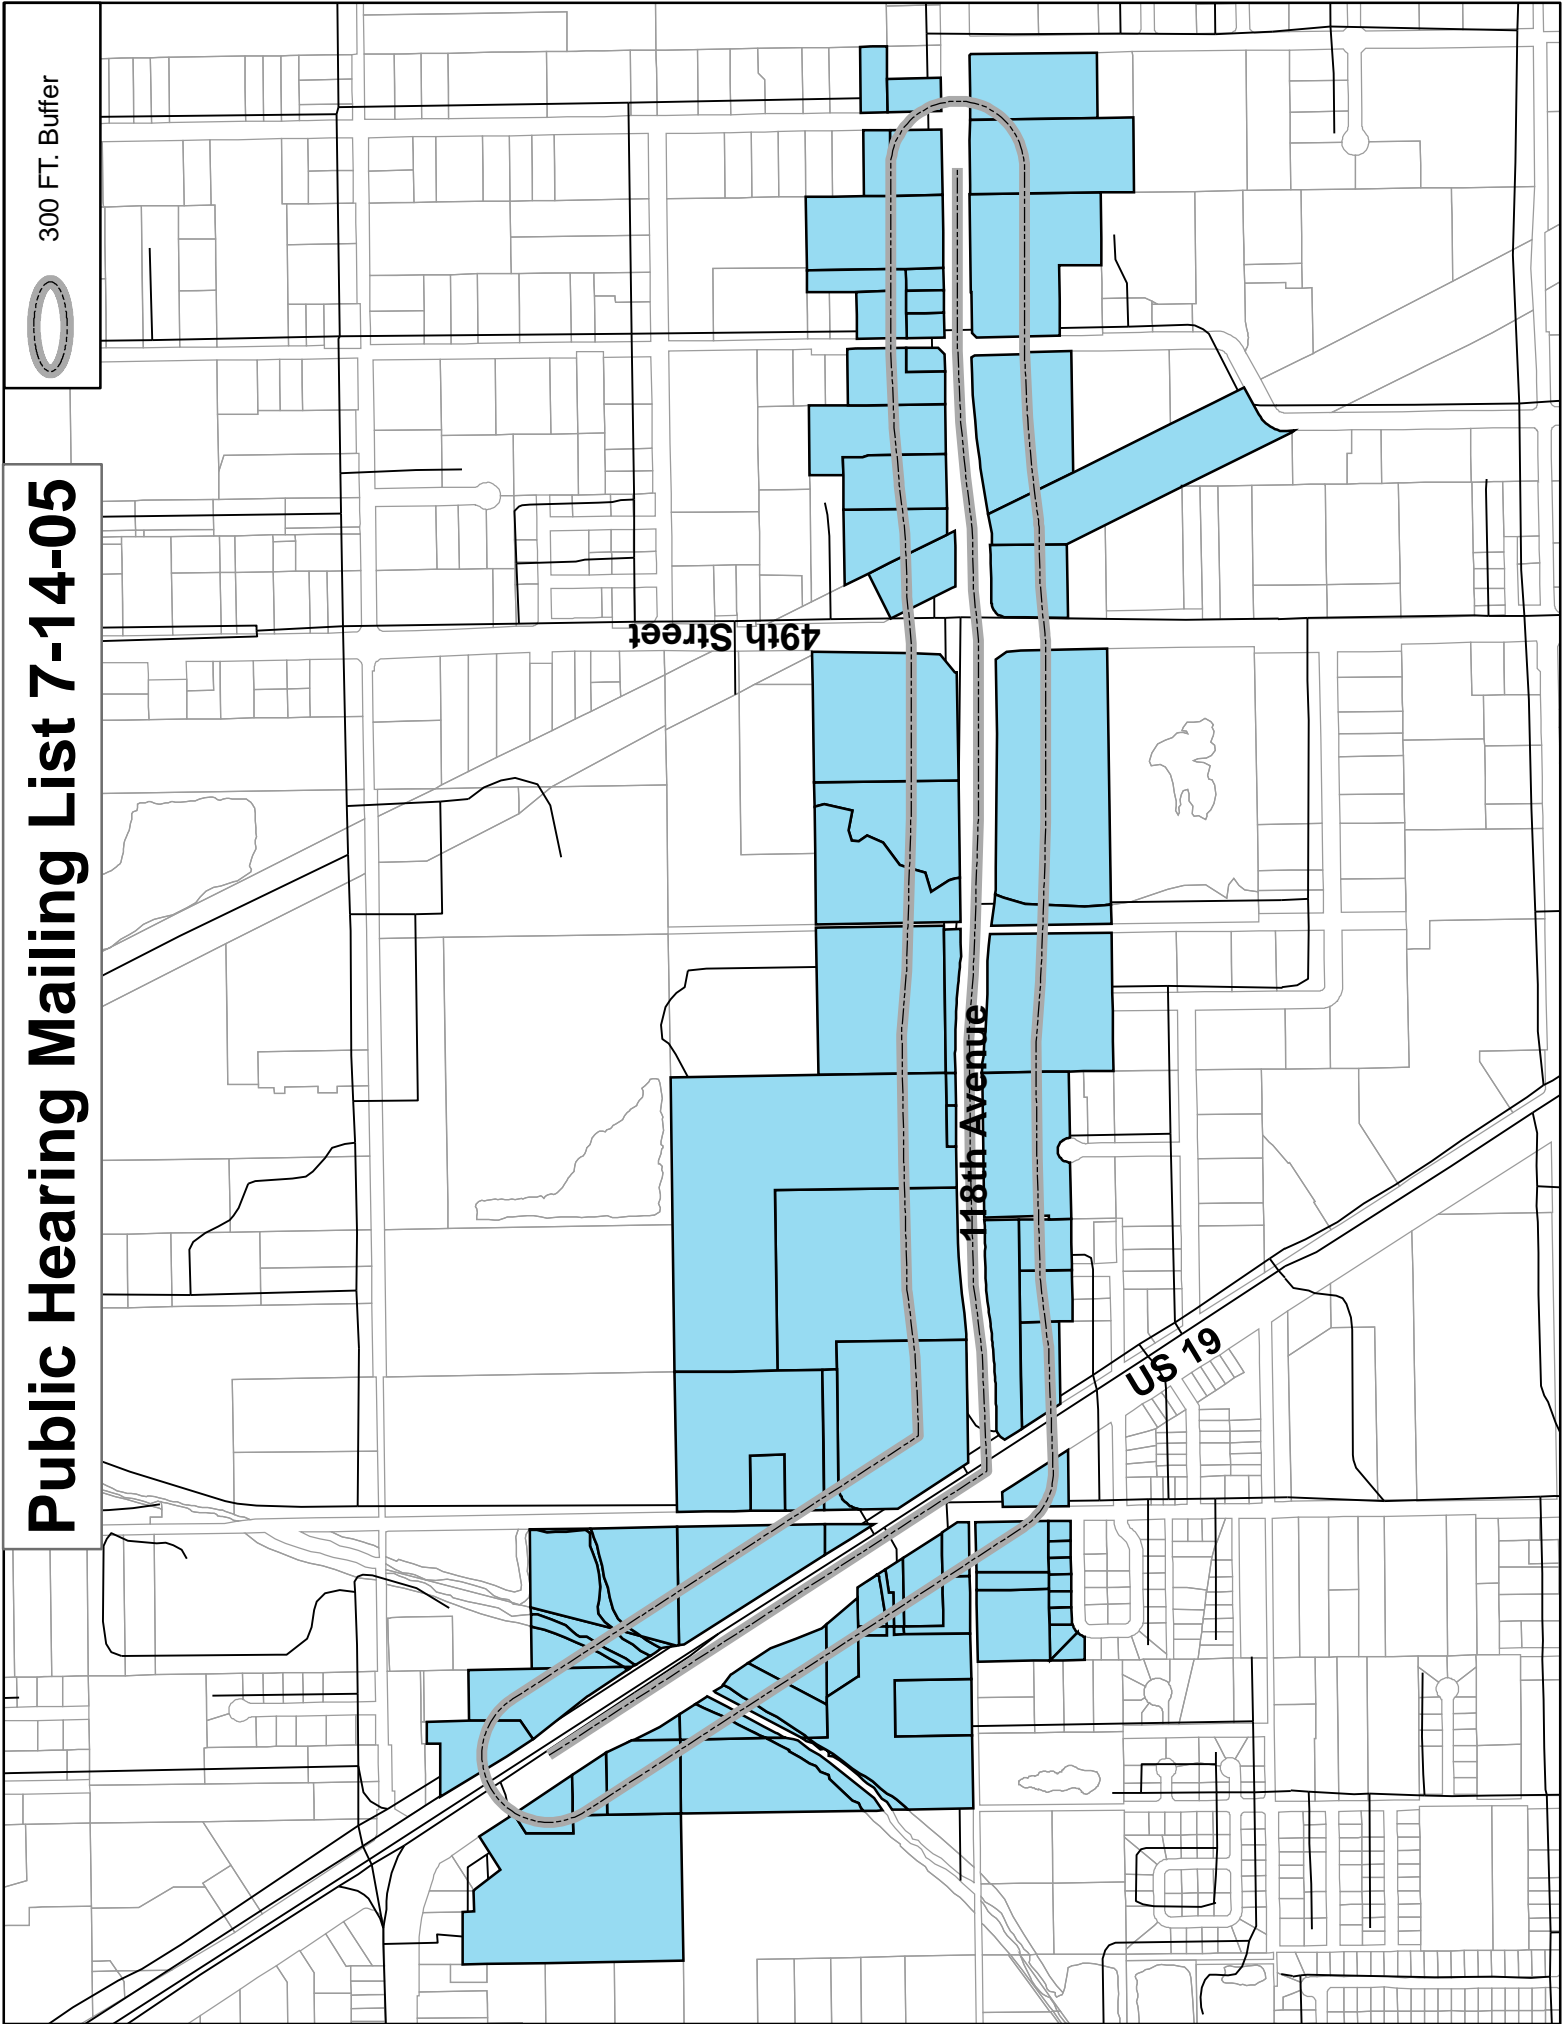 Public Hearing Mailing List 7-14-05
300 FT. Buffer
49th Street
118th Avenue
US 19